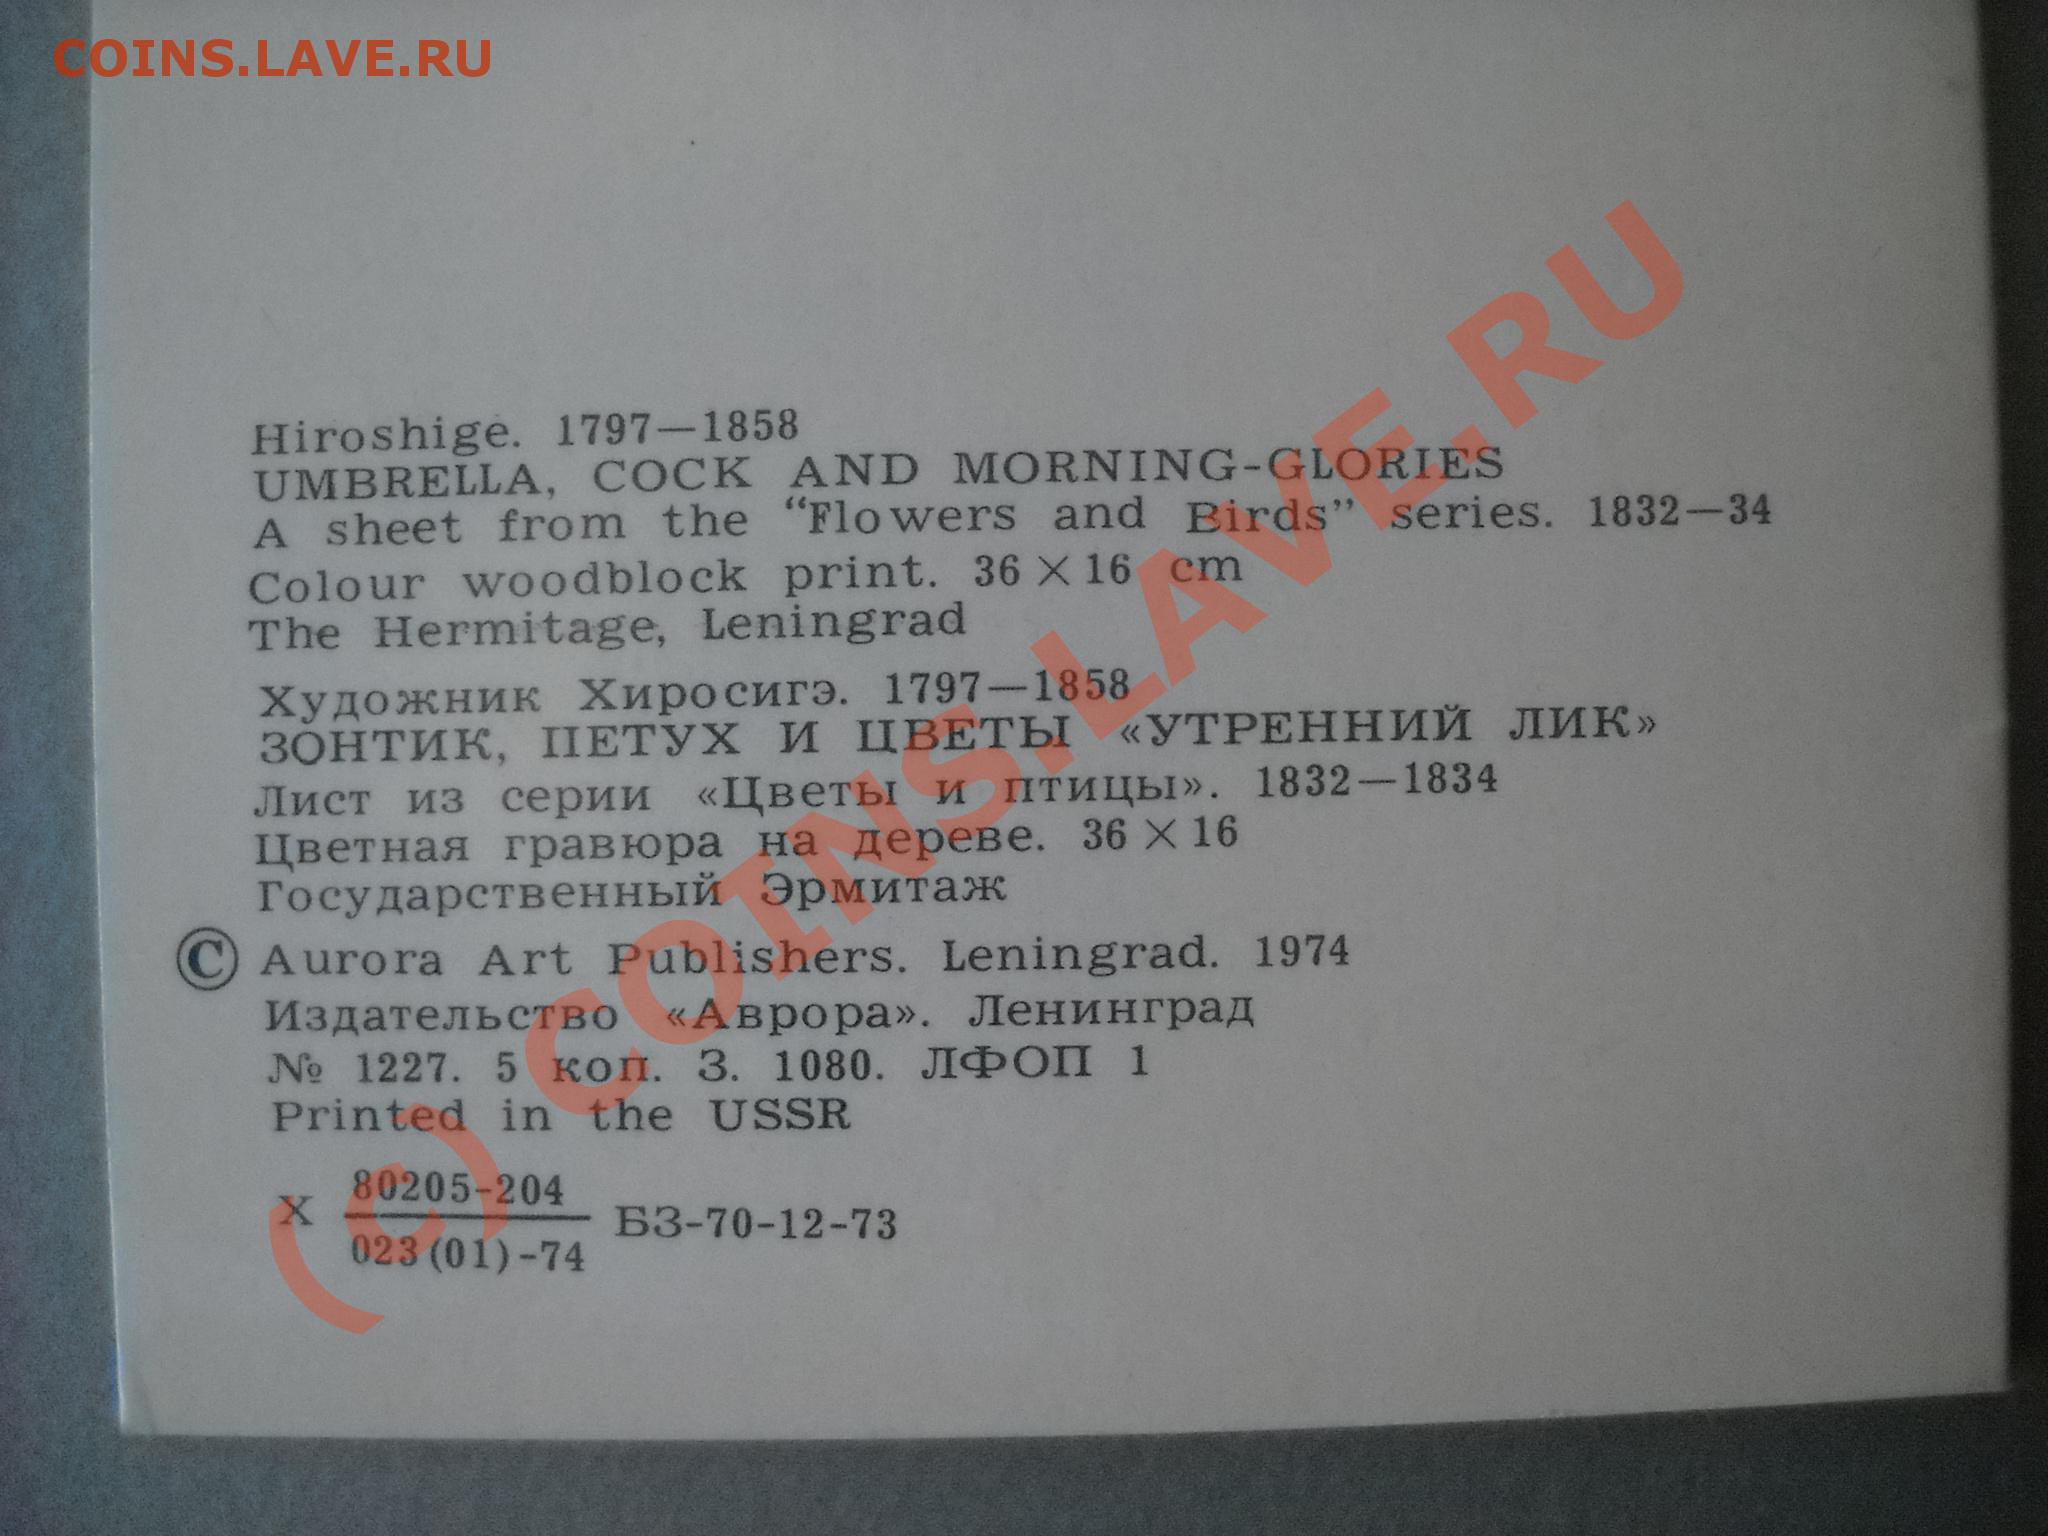 COINS.LAVE.RU
Hiroshige. 1797—1858
UMBRELLA, COCK AND MORNING-GLORIES
A sheet from the “Flowers and Birds” series. 1832—34
Colour woodblock print. 36 × 16 cm
The Hermitage, Leningrad
Художник Хиросигэ. 1797—1858
ЗОНТИК, ПЕТУХ И ЦВЕТЫ «УТРЕННИЙ ЛИК»
Лист из серии «Цветы и птицы». 1832—1834
Цветная гравюра на дереве. 36 × 16
Государственный Эрмитаж
© Aurora Art Publishers. Leningrad. 1974
Издательство «Аврора». Ленинград
№ 1227. 5 коп. З. 1080. ЛФОП 1
Printed in the USSR
X 80205-204
023(01)-74
БЗ-70-12-73
(c) COINS.LAVE.RU